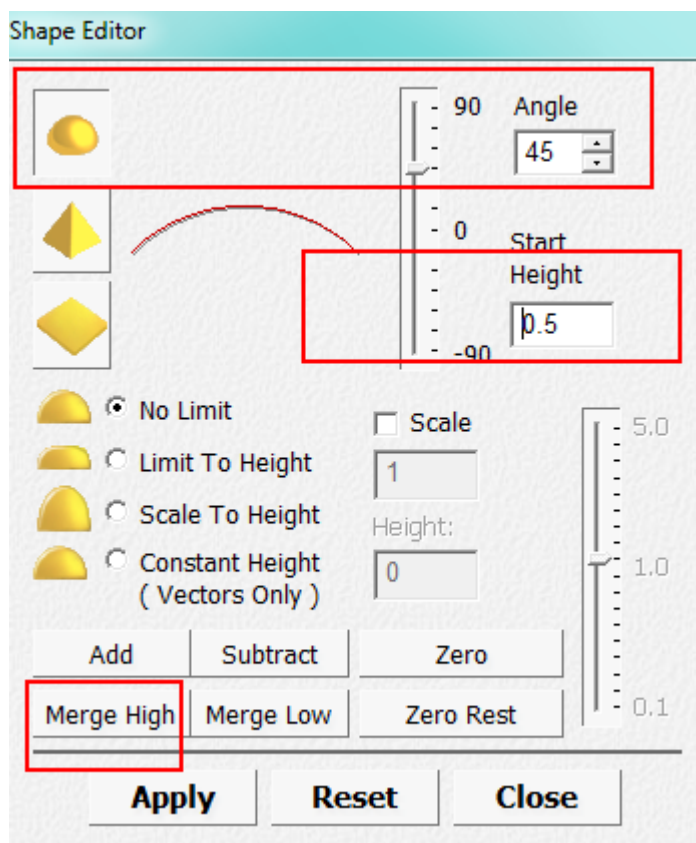 Shape Editor
90 Angle
45
0 Start
Height
0.5
-90
No Limit
Limit To Height
Scale To Height
Constant Height
( Vectors Only )
Scale
1
Height:
0
5.0
1.0
0.1
Add Subtract Zero
Merge High Merge Low Zero Rest
Apply Reset Close